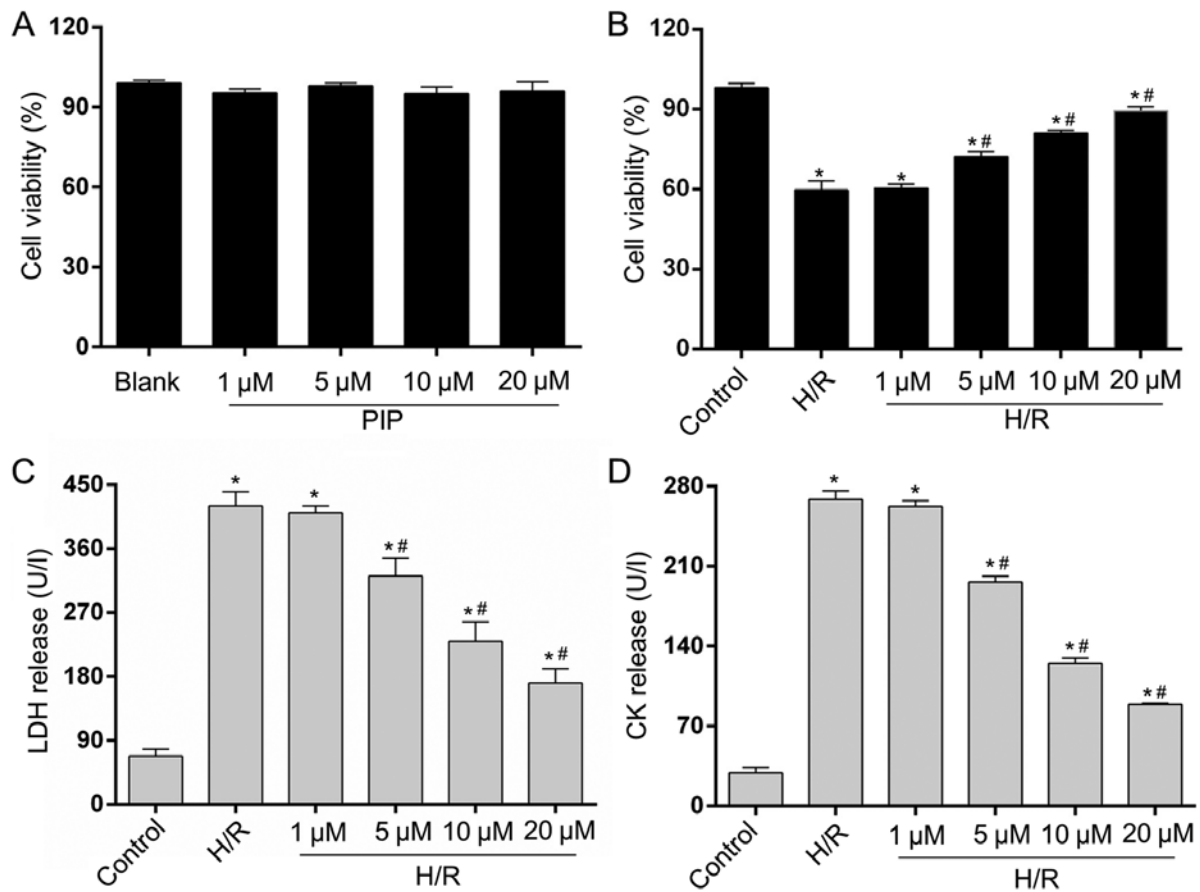 A
Cell viability (%)
120
90
60
30
0
Blank 1 µM 5 µM 10 µM 20 µM
PIP
B
Cell viability (%)
120
90
60
30
0
* * *# *# *# *#
Control H/R 1 µM 5 µM 10 µM 20 µM
H/R
C
LDH release (U/l)
450
360
270
180
90
0
* * *# *# *#
Control H/R 1 µM 5 µM 10 µM 20 µM
H/R
D
CK release (U/l)
280
210
140
70
0
* * *# *# *#
Control H/R 1 µM 5 µM 10 µM 20 µM
H/R